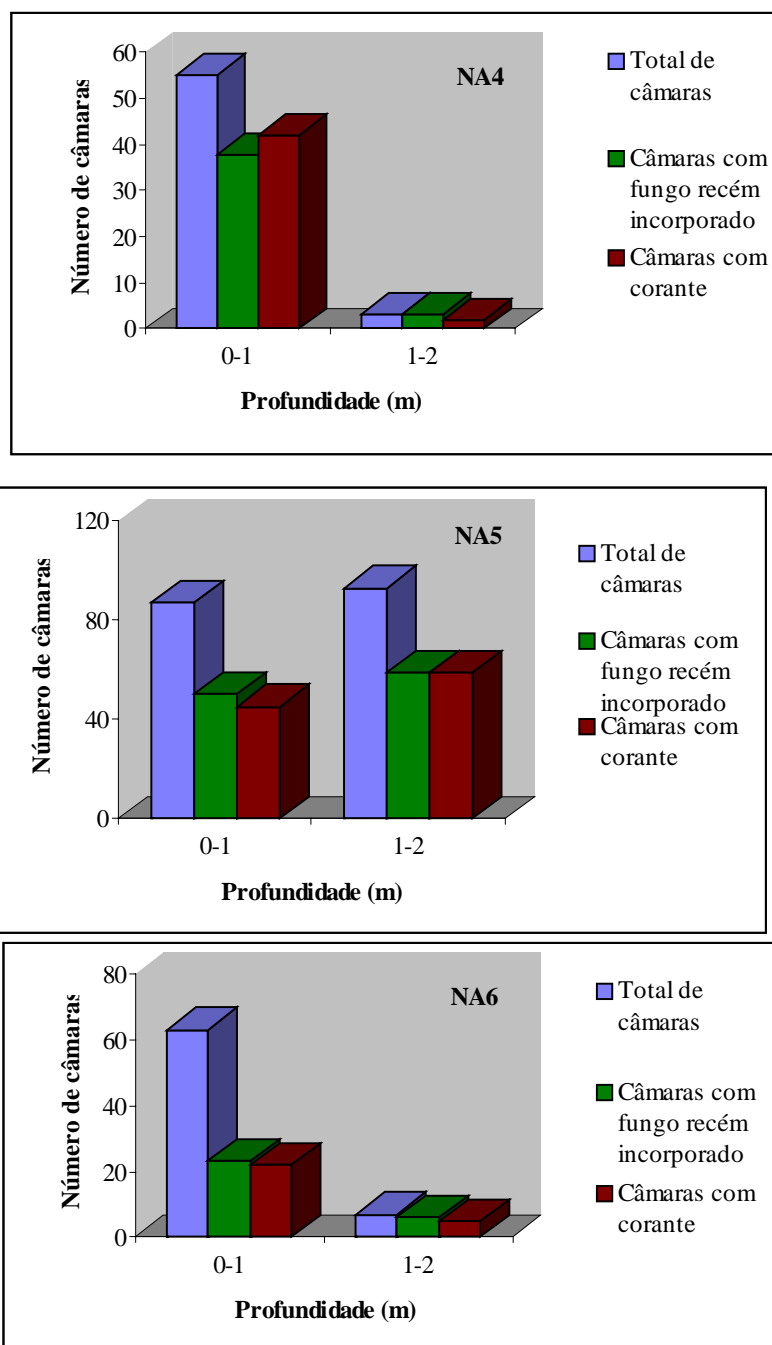 NA4
Número de câmaras
60
50
40
30
20
10
0
0-1
1-2
Profundidade (m)
Total de
câmaras
Câmaras com
fungo recém
incorporado
Câmaras com
corante
NA5
Número de câmaras
120
80
40
0
0-1
1-2
Profundidade (m)
Total de
câmaras
Câmaras com
fungo recém
incorporado
Câmaras com
corante
NA6
Número de câmaras
80
60
40
20
0
0-1
1-2
Profundidade (m)
Total de
câmaras
Câmaras com
fungo recém
incorporado
Câmaras com
corante